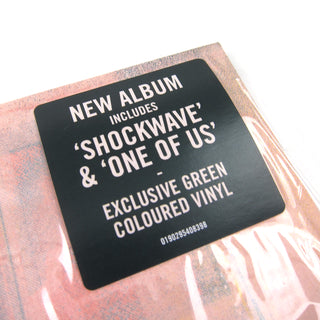 NEW ALBUM
INCLUDES
‘SHOCKWAVE’
& ‘ONE OF US’
-
EXCLUSIVE GREEN
COLOURED VINYL
0190295408398